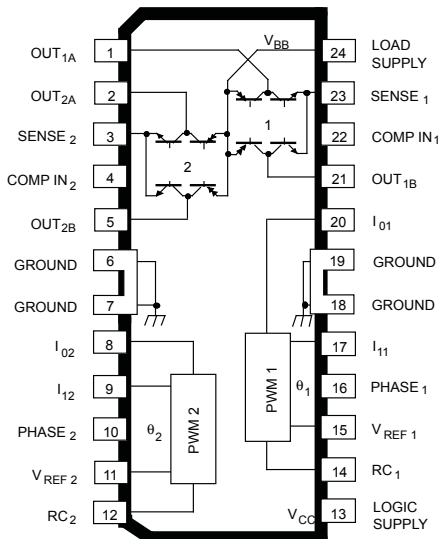 OUT1A 1 VBB 24 LOAD SUPPLY
OUT2A 2 23 SENSE 1
SENSE 2 3 1 22 COMP IN1
COMP IN2 4 2 21 OUT1B
OUT2B 5 20 I01
GROUND 6 19 GROUND
GROUND 7 18 GROUND
I02 8 17 I11
I12 9 PWM 2 θ2 PWM 1 θ1 16 PHASE 1
PHASE 2 10 15 VREF 1
VREF 2 11 14 RC1
RC2 12 VCC 13 LOGIC SUPPLY